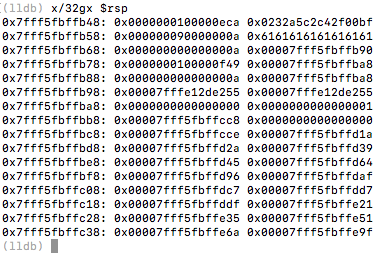 (lldb) x/32gx $rsp
0x7fff5fbffb48: 0x0000000100000eca 0x0232a5c2c42f00bf
0x7fff5fbffb58: 0x000000090000000a 0x6161616161616161
0x7fff5fbffb68: 0x000000000000000a 0x00007fff5fbffb90
0x7fff5fbffb78: 0x0000000100000f49 0x00007fff5fbffba8
0x7fff5fbffb88: 0x000000000000000a 0x00007fff5fbffba8
0x7fff5fbffb98: 0x00007fffe12de255 0x00007fffe12de255
0x7fff5fbffba8: 0x0000000000000000 0x0000000000000001
0x7fff5fbffbb8: 0x00007fff5fbffcc8 0x0000000000000000
0x7fff5fbffbc8: 0x00007fff5fbffcce 0x00007fff5fbffd1a
0x7fff5fbffbd8: 0x00007fff5fbffd2a 0x00007fff5fbffd39
0x7fff5fbffbe8: 0x00007fff5fbffd45 0x00007fff5fbffd64
0x7fff5fbffbf8: 0x00007fff5fbffd96 0x00007fff5fbffdaf
0x7fff5fbffc08: 0x00007fff5fbffdc7 0x00007fff5fbffdd7
0x7fff5fbffc18: 0x00007fff5fbffddf 0x00007fff5fbffe21
0x7fff5fbffc28: 0x00007fff5fbffe35 0x00007fff5fbffe51
0x7fff5fbffc38: 0x00007fff5fbffe6a 0x00007fff5fbffe9f
(lldb)